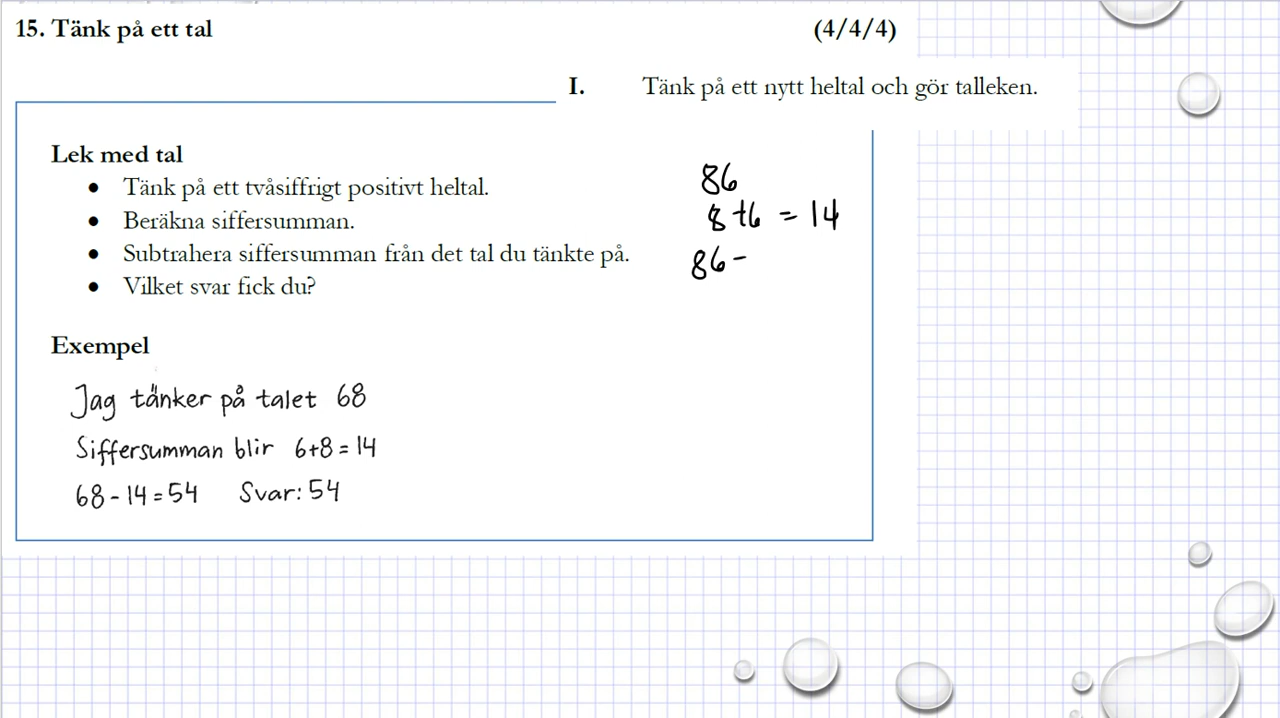 15. Tänk på ett tal (4/4/4)
I. Tänk på ett nytt heltal och gör talleken.
Lek med tal
• Tänk på ett tvåsiffrigt positivt heltal.
• Beräkna siffersumman.
• Subtrahera siffersumman från det tal du tänkte på.
• Vilket svar fick du?
86
8+6 = 14
86 -
Exempel
Jag tänker på talet 68
Siffersumman blir 6+8=14
68-14=54 Svar: 54